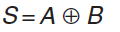 S = A ⊕ B